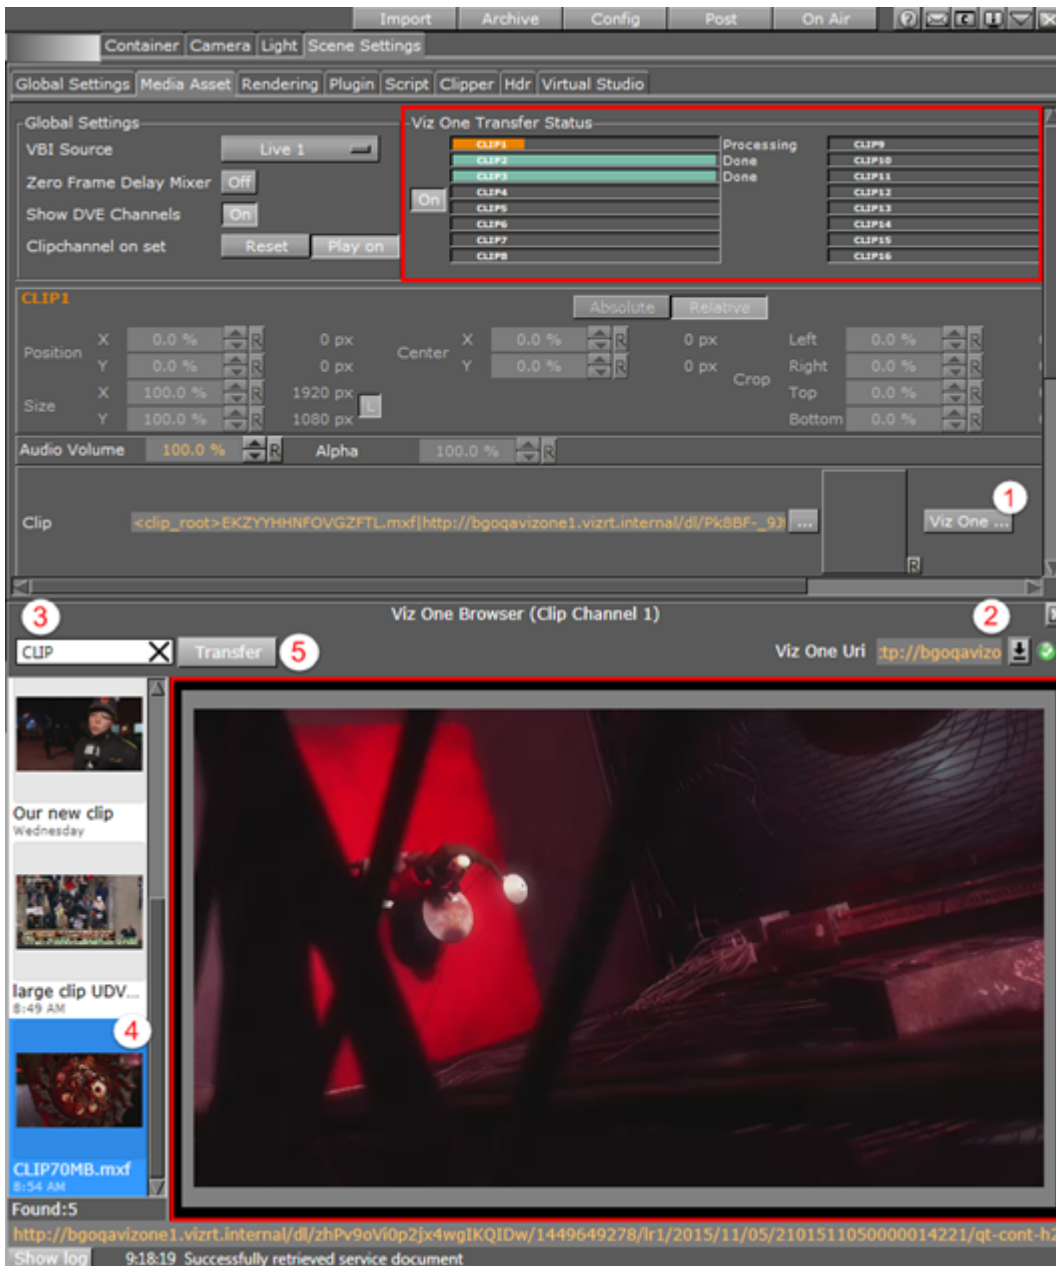 Import Archive Config Post On Air
Container Camera Light Scene Settings
Global Settings Media Asset Rendering Plugin Script Clipper Hdr Virtual Studio
Global Settings
VBI Source Live 1
Zero Frame Delay Mixer Off
Show DVE Channels On
Clipchannel on set Reset Play on
Viz One Transfer Status
On
CLIP1 Processing
CLIP2 Done
CLIP3 Done
CLIP4
CLIP5
CLIP6
CLIP7
CLIP8
CLIP9
CLIP10
CLIP11
CLIP12
CLIP13
CLIP14
CLIP15
CLIP16
CLIP1 Absolute Relative
Position X 0.0 % R 0 px
Y 0.0 % R 0 px
Size X 100.0 % R 1920 px
Y 100.0 % R 1080 px
L
Center X 0.0 % R 0 px
Y 0.0 % R 0 px
Crop
Left 0.0 % R
Right 0.0 % R
Top 0.0 % R
Bottom 0.0 % R
Audio Volume 100.0 % R Alpha 100.0 % R
1
Clip <clip_root>EKZYYHHNFOVGZFTL.mxf|http://bgoqavizone1.vizrt.internal/dl/Pk8BF-_9J ... Viz One ...
R
3 Viz One Browser (Clip Channel 1) 2
CLIP Transfer 5 Viz One Uri tp://bgoqavizo
Our new clip
Wednesday
large clip UDV...
8:49 AM
4
CLIP70MB.mxf
8:54 AM
Found:5
http://bgoqavizone1.vizrt.internal/dl/zhPv9oVi0p2jx4wgIKQIDw/1449649278/lr1/2015/11/05/2101511050000014221/qt-cont-h2
Show log 9:18:19 Successfully retrieved service document